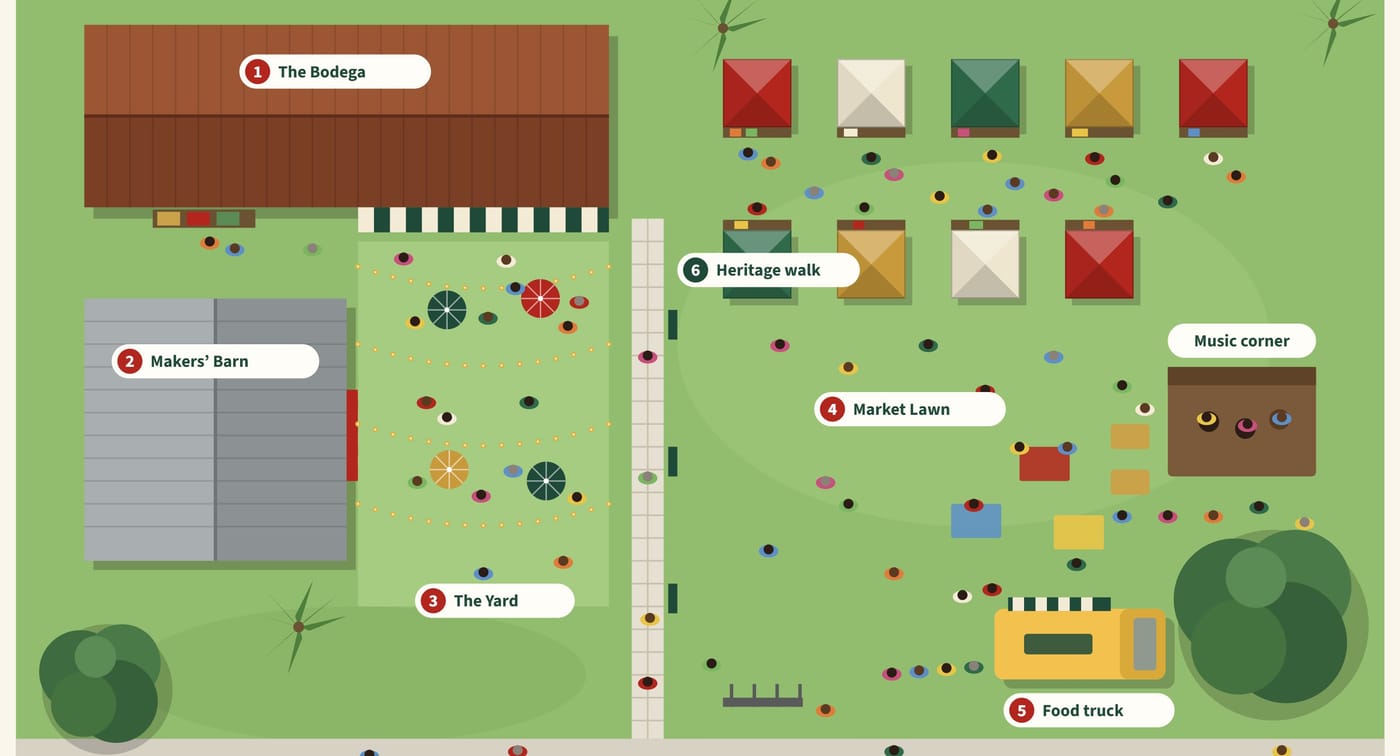 1 The Bodega
6 Heritage walk
Music corner
2 Makers’ Barn
4 Market Lawn
3 The Yard
5 Food truck